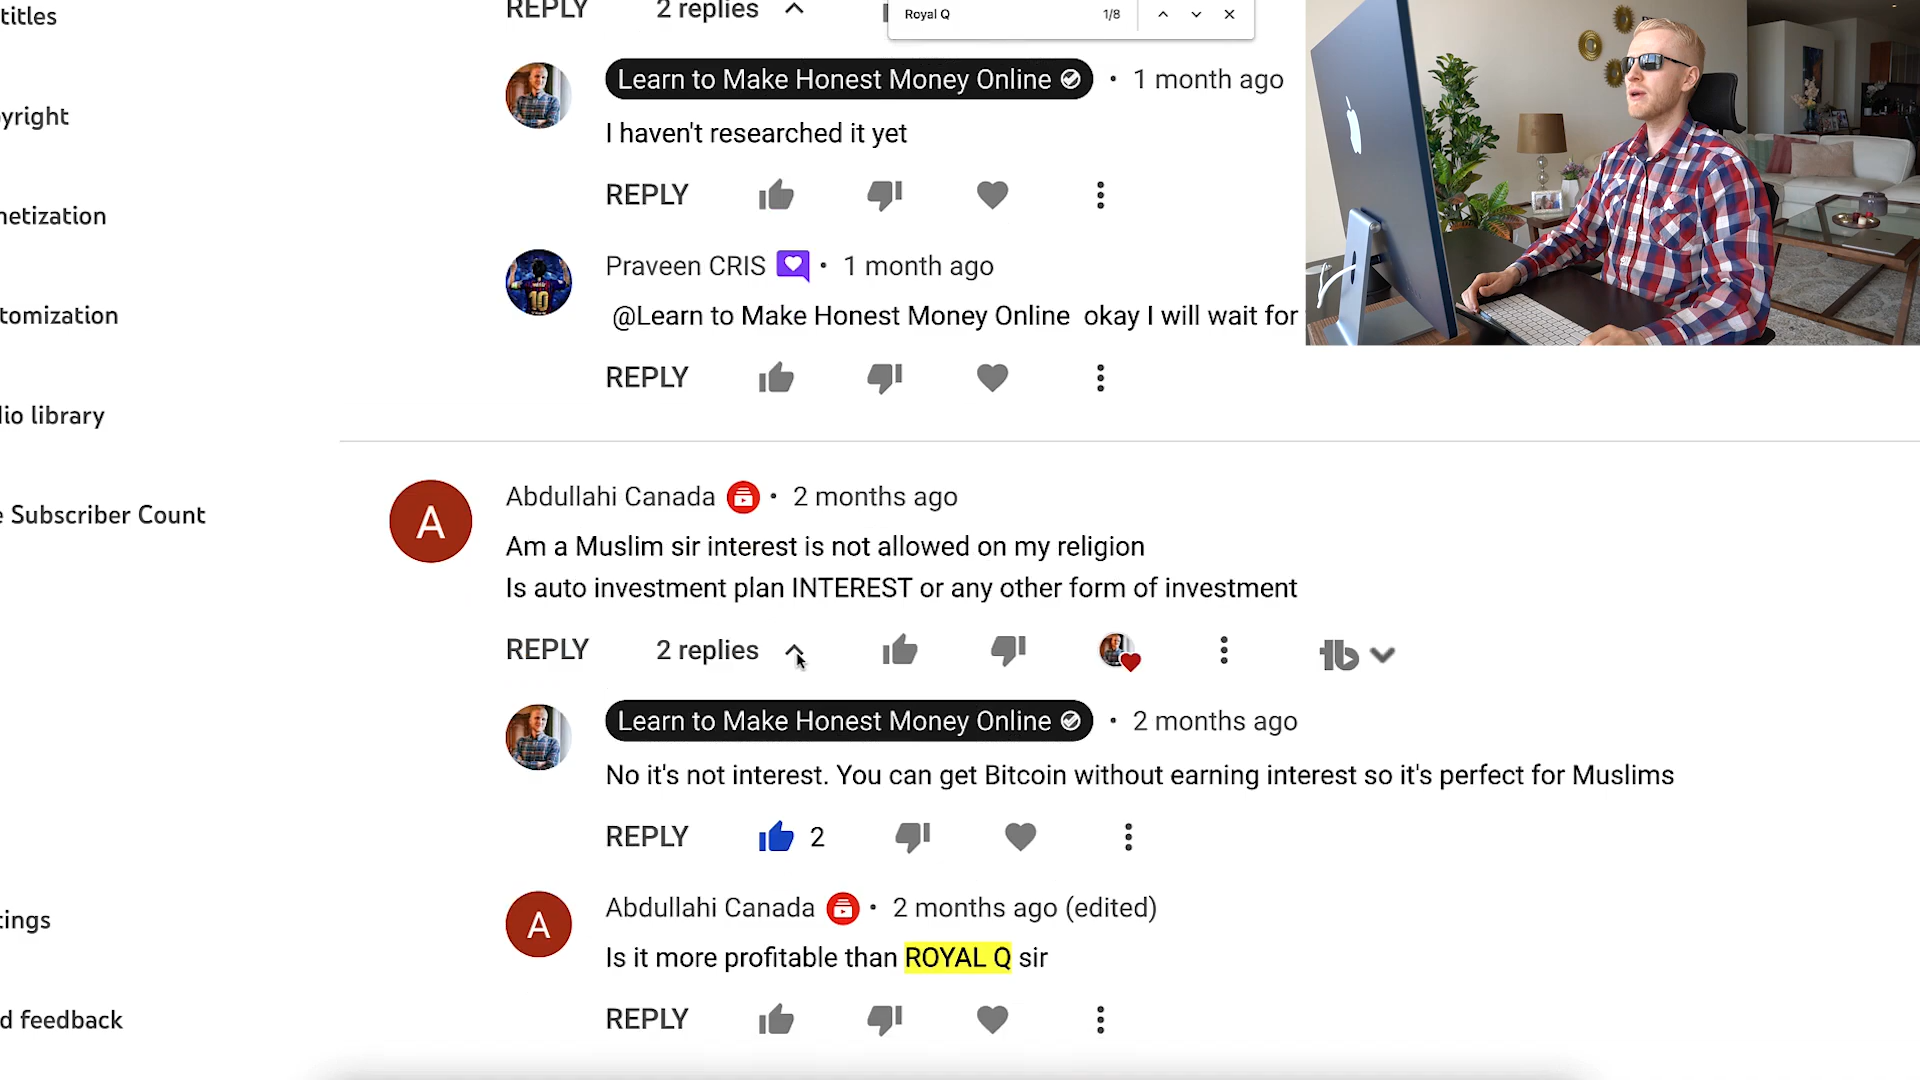 titles
REPLY 2 replies
Royal Q 1/8
Learn to Make Honest Money Online • 1 month ago
yright
I haven't researched it yet
REPLY
netization
Praveen CRIS • 1 month ago
tomization
@Learn to Make Honest Money Online okay I will wait for
REPLY
dio library
Abdullahi Canada • 2 months ago
A
e Subscriber Count
Am a Muslim sir interest is not allowed on my religion
Is auto investment plan INTEREST or any other form of investment
REPLY 2 replies
Learn to Make Honest Money Online • 2 months ago
No it's not interest. You can get Bitcoin without earning interest so it's perfect for Muslims
REPLY 2
Abdullahi Canada • 2 months ago (edited)
A
tings
Is it more profitable than ROYAL Q sir
REPLY
d feedback